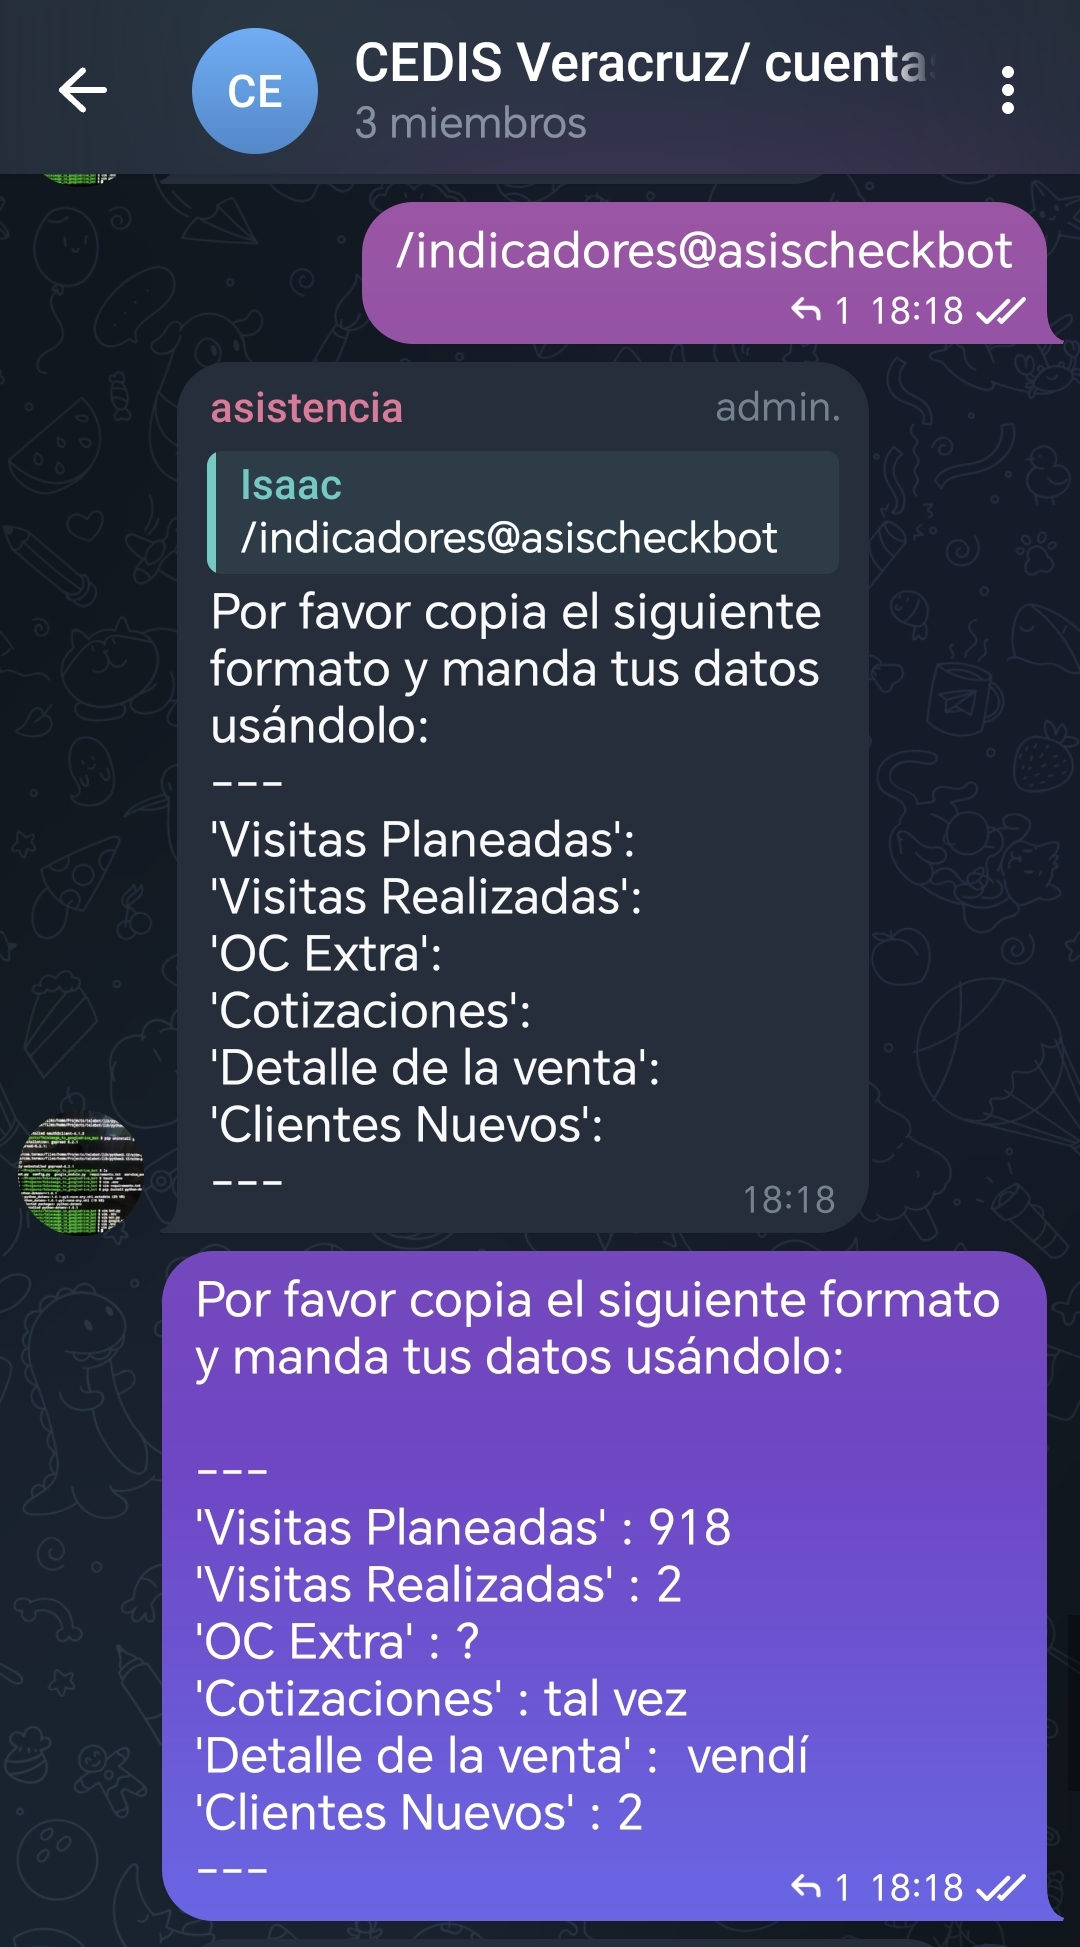 CE
CEDIS Veracruz/ cuenta
3 miembros
/indicadores@asischeckbot
1 18:18
asistencia admin.
Isaac
/indicadores@asischeckbot
Por favor copia el siguiente
formato y manda tus datos
usándolo:
---
'Visitas Planeadas':
'Visitas Realizadas':
'OC Extra':
'Cotizaciones':
'Detalle de la venta':
'Clientes Nuevos':
---
18:18
Por favor copia el siguiente formato
y manda tus datos usándolo:
---
'Visitas Planeadas' : 918
'Visitas Realizadas' : 2
'OC Extra' : ?
'Cotizaciones' : tal vez
'Detalle de la venta' :  vendí
'Clientes Nuevos' : 2
---
1 18:18